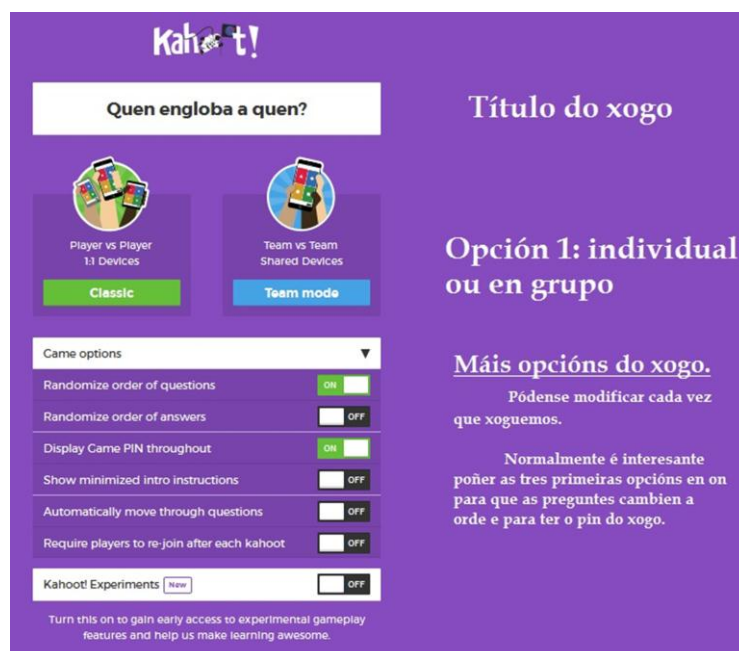 Kahoot!
Quen engloba a quen?
Título do xogo
Player vs Player
1:1 Devices
Classic
Team vs Team
Shared Devices
Team mode
Opción 1: individual
ou en grupo
Game options
Randomize order of questions
ON
Randomize order of answers
OFF
Display Game PIN throughout
ON
Show minimized intro instructions
OFF
Automatically move through questions
OFF
Require players to re-join after each kahoot
OFF
Kahoot! Experiments New
OFF
Turn this on to gain early access to experimental gameplay
features and help us make learning awesome.
Máis opcións do xogo.
Pódense modificar cada vez
que xoguemos.
Normalmente é interesante
poñer as tres primeiras opcións en on
para que as preguntes cambien a
orde e para ter o pin do xogo.